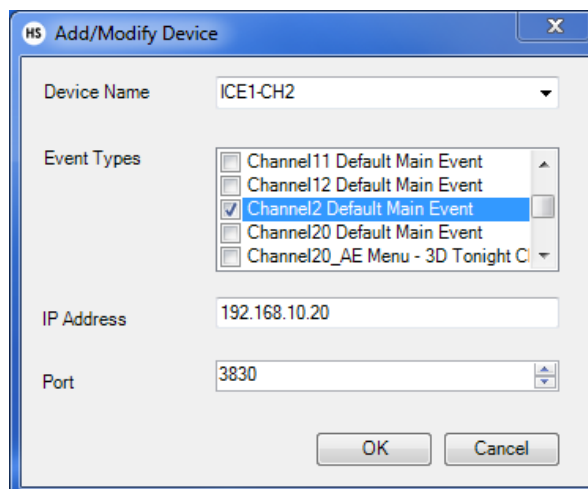 HS Add/Modify Device
Device Name ICE1-CH2
Event Types
Channel11 Default Main Event
Channel12 Default Main Event
Channel2 Default Main Event
Channel20 Default Main Event
Channel20_AE Menu - 3D Tonight Cl
IP Address 192.168.10.20
Port 3830
OK Cancel